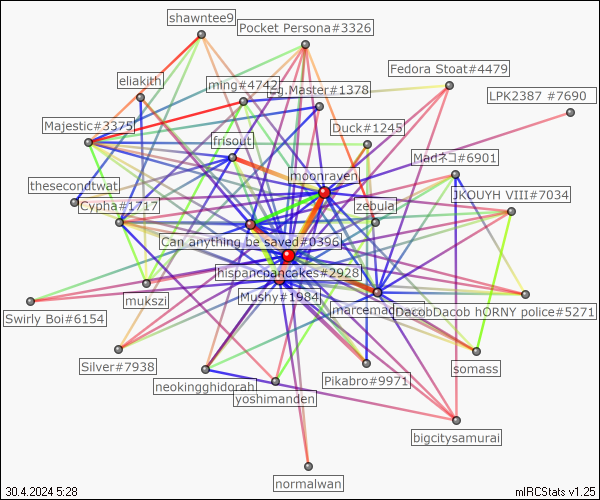 shawntee9
Pocket Persona#3326
eliakith
ming#4742
Eg.Master#1378
Fedora Stoat#4479
LPK2387 #7690
Majestic#3375
Duck#1245
frisout
Madネコ#6901
moonraven
thesecondtwat
Cypha#1717
zebula
JKOUYH VIII#7034
Can anything be saved#0396
hispancpancakes#2928
mukszi
Mushy#1984
marcemad
DacobDacob hORNY police#5271
Swirly Boi#6154
Silver#7938
somass
neokingghidorah
Pikabro#9971
yoshimanden
bigcitysamurai
normalwan
30.4.2024 5:28
mIRCStats v1.25